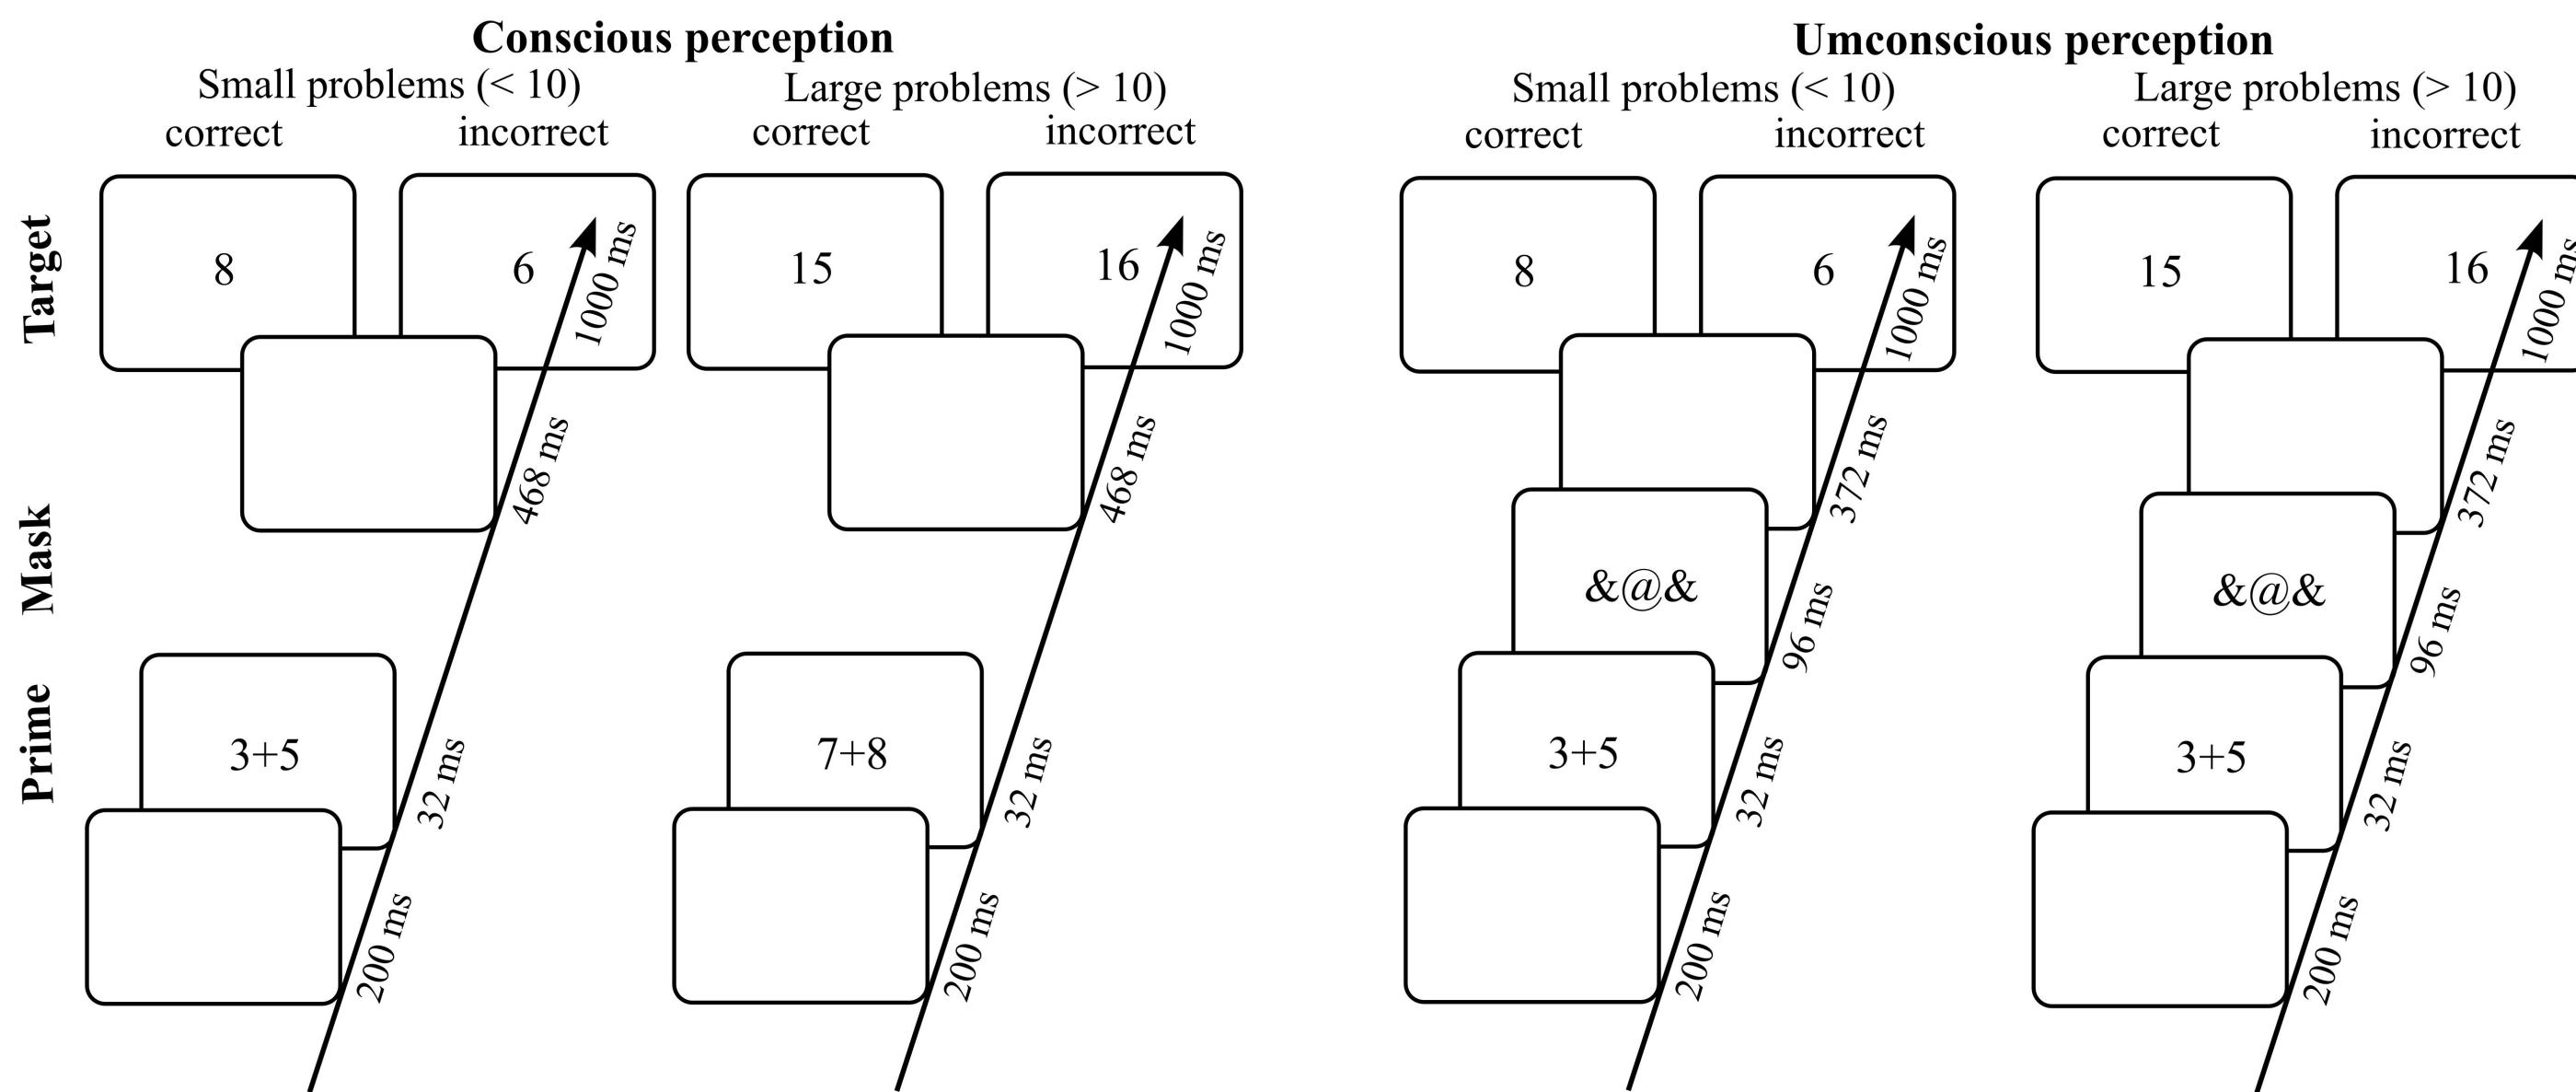 Conscious perception
Small problems (< 10)
Large problems (> 10)
correct
incorrect
correct
incorrect
Umconscious perception
Small problems (< 10)
Large problems (> 10)
correct
incorrect
correct
incorrect
Target
Mask
Prime
8
6
1000 ms
468 ms
3+5
32 ms
200 ms
15
16
1000 ms
468 ms
7+8
32 ms
200 ms
8
6
1000 ms
372 ms
&@&
96 ms
3+5
32 ms
200 ms
15
16
1000 ms
372 ms
&@&
96 ms
3+5
32 ms
200 ms